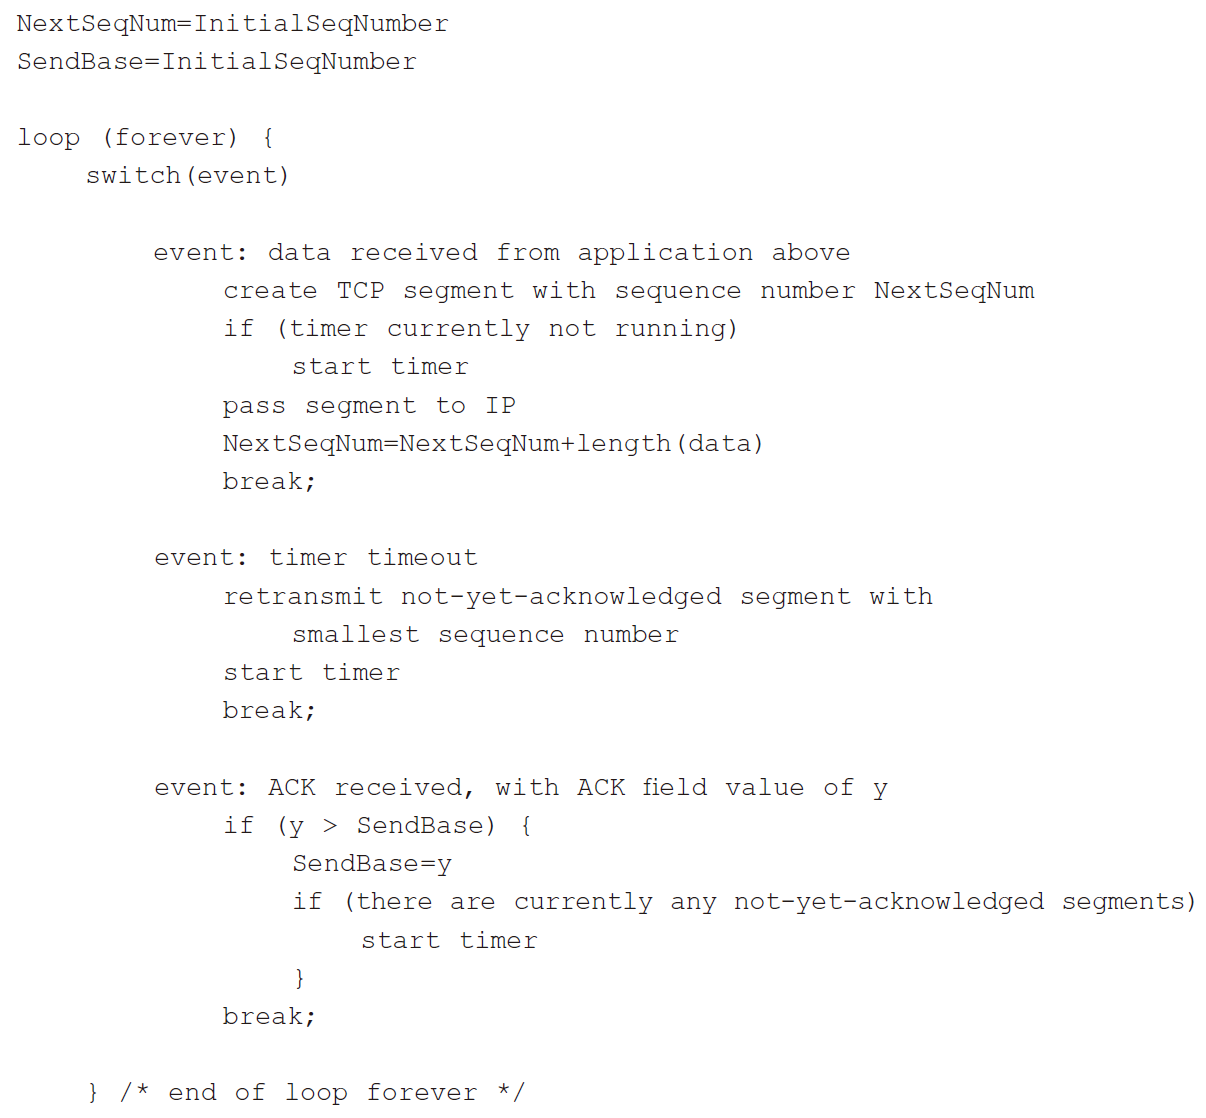 NextSeqNum=InitialSeqNumber
SendBase=InitialSeqNumber
loop (forever) {
switch(event)
event: data received from application above
create TCP segment with sequence number NextSeqNum
if (timer currently not running)
start timer
pass segment to IP
NextSeqNum=NextSeqNum+length(data)
break;
event: timer timeout
retransmit not-yet-acknowledged segment with
smallest sequence number
start timer
break;
event: ACK received, with ACK field value of y
if (y > SendBase) {
SendBase=y
if (there are currently any not-yet-acknowledged segments)
start timer
}
break;
} /* end of loop forever */